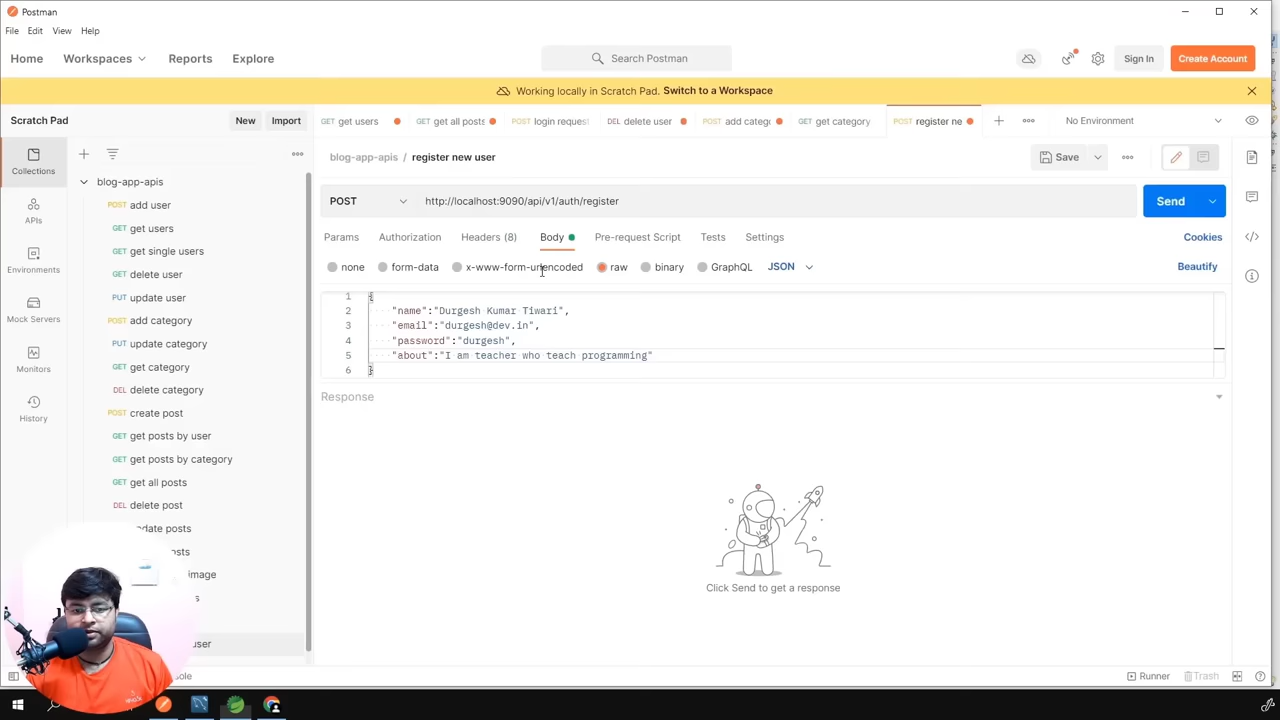 Postman
File Edit View Help
Home Workspaces Reports Explore Search Postman Sign In Create Account
Working locally in Scratch Pad. Switch to a Workspace
Scratch Pad New Import
GET get users GET get all posts POST login reques DEL delete user POST add catego GET get category POST register ne No Environment
Collections
APIs
Environments
Mock Servers
Monitors
History
blog-app-apis
POST add user
GET get users
GET get single users
DEL delete user
PUT update user
POST add category
PUT update category
GET get category
DEL delete category
POST create post
GET get posts by user
GET get posts by category
GET get all posts
DEL delete post
pdate posts
osts
image
s
user
blog-app-apis / register new user Save
POST http://localhost:9090/api/v1/auth/register Send
Params Authorization Headers (8) Body Pre-request Script Tests Settings Cookies
none form-data x-www-form-urlencoded raw binary GraphQL JSON Beautify
1 {
2 "name":"Durgesh Kumar Tiwari",
3 "email":"durgesh@dev.in",
4 "password":"durgesh",
5 "about":"I am teacher who teach programming"
6 }
Response
Click Send to get a response
sole Runner Trash